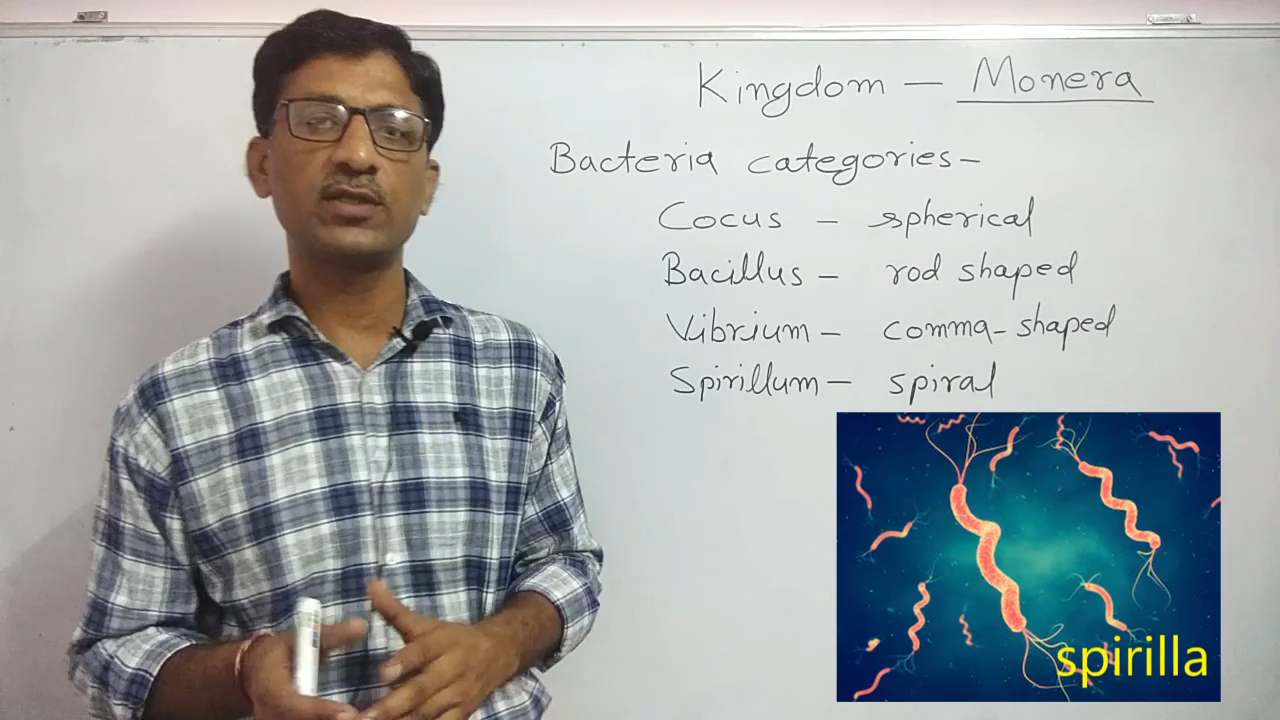 Kingdom — Monera
Bacteria categories-
Cocus - spherical
Bacillus - rod shaped
Vibrium - comma-shaped
Spirillum - spiral
spirilla